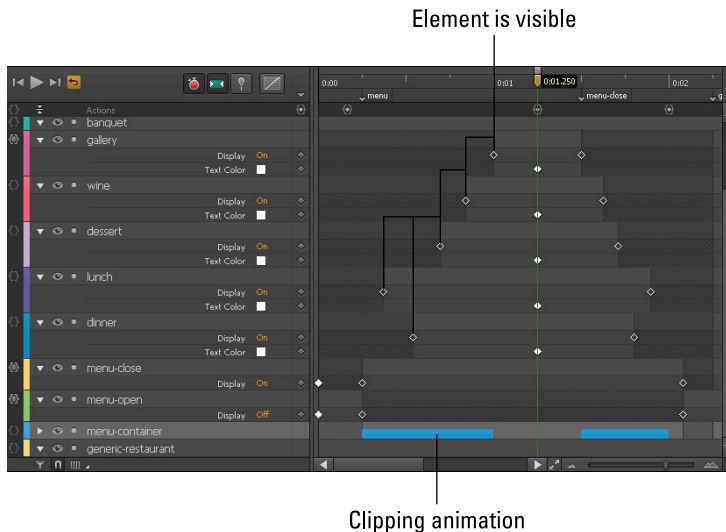 Element is visible
0:00 0:01 0:01.250 0:02
menu menu-close g
Actions
banquet
gallery
Display On
Text Color
wine
Display On
Text Color
dessert
Display On
Text Color
lunch
Display On
Text Color
dinner
Display On
Text Color
menu-close
Display On
menu-open
Display Off
menu-container
generic-restaurant
Clipping animation